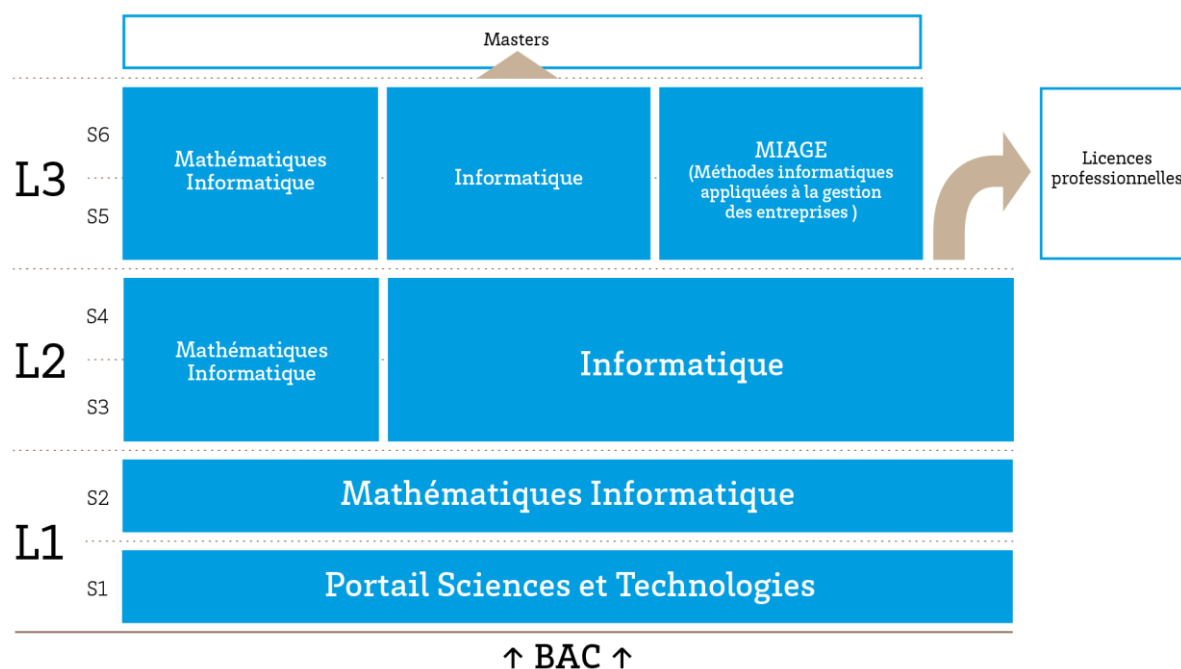 Masters
L3
S6
S5
Mathématiques
Informatique
Informatique
MIAGE
(Méthodes informatiques
appliquées à la gestion
des entreprises )
Licences
professionnelles
L2
S4
S3
Mathématiques
Informatique
Informatique
L1
S2
Mathématiques Informatique
S1
Portail Sciences et Technologies
↑ BAC ↑